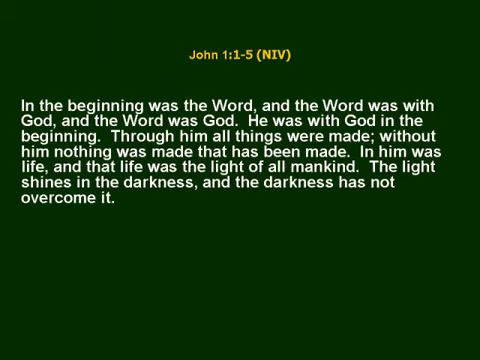 John 1:1-5 (NIV)
In the beginning was the Word, and the Word was with
God, and the Word was God.  He was with God in the
beginning.  Through him all things were made; without
him nothing was made that has been made.  In him was
life, and that life was the light of all mankind.  The light
shines in the darkness, and the darkness has not
overcome it.